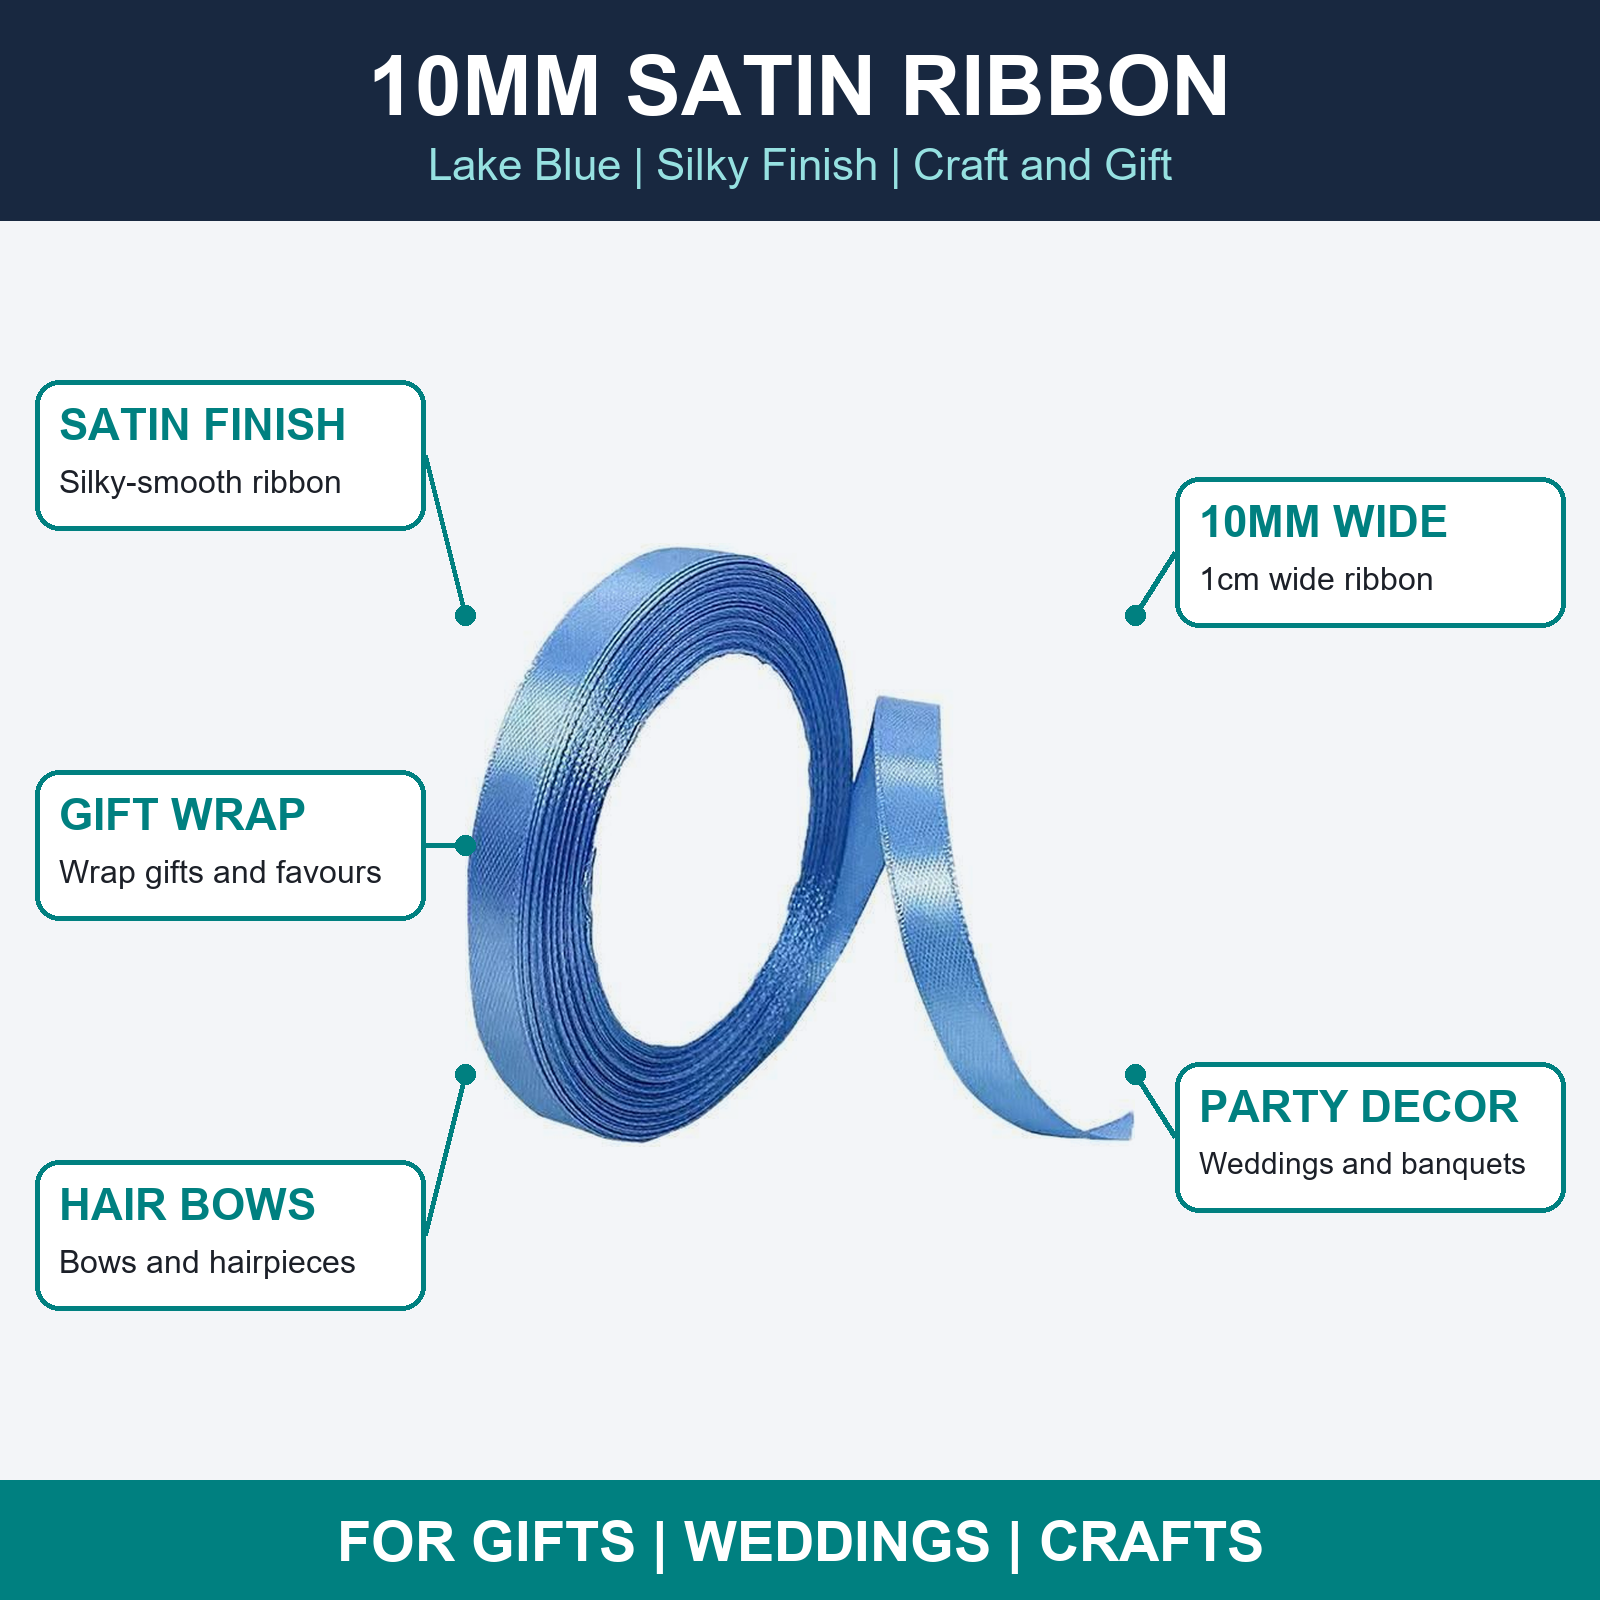 10MM SATIN RIBBON
Lake Blue | Silky Finish | Craft and Gift
SATIN FINISH
Silky-smooth ribbon
10MM WIDE
1cm wide ribbon
GIFT WRAP
Wrap gifts and favours
PARTY DECOR
Weddings and banquets
HAIR BOWS
Bows and hairpieces
FOR GIFTS | WEDDINGS | CRAFTS